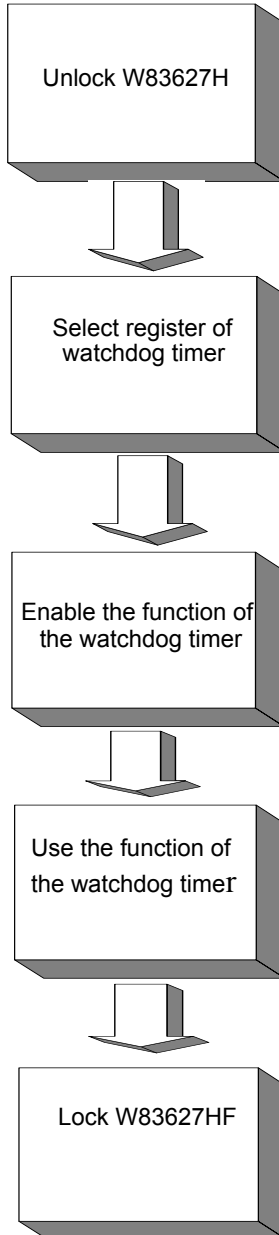 Unlock W83627H
Select register of
watchdog timer
Enable the function of
the watchdog timer
Use the function of
the watchdog timer
Lock W83627HF